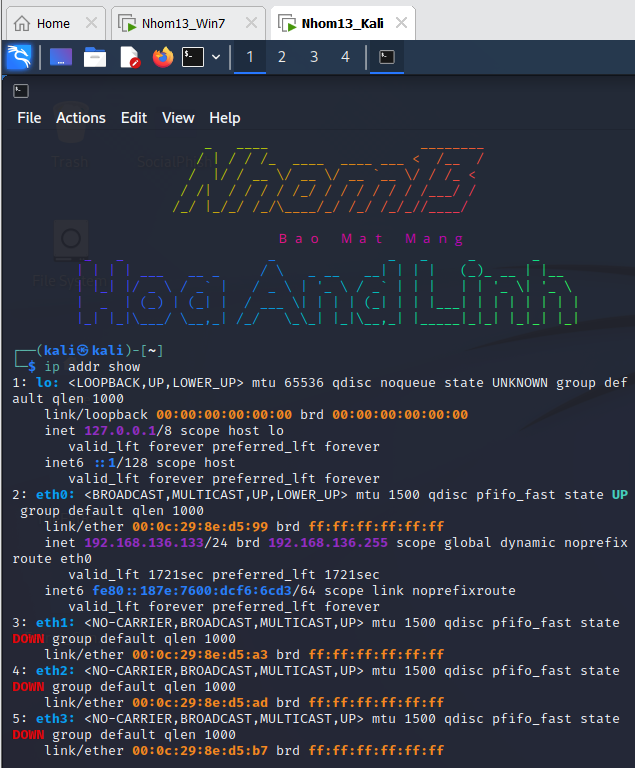 Home
Nhom13_Win7
Nhom13_Kali
1 2 3 4
File Actions Edit View Help
Trash
File System
Nhom13
Bao Mat Mang
Hoa And Linh
┌──(kali㉿kali)-[~]
└─$ ip addr show
1: lo: <LOOPBACK,UP,LOWER_UP> mtu 65536 qdisc noqueue state UNKNOWN group def
ault qlen 1000
link/loopback 00:00:00:00:00:00 brd 00:00:00:00:00:00
inet 127.0.0.1/8 scope host lo
valid_lft forever preferred_lft forever
inet6 ::1/128 scope host
valid_lft forever preferred_lft forever
2: eth0: <BROADCAST,MULTICAST,UP,LOWER_UP> mtu 1500 qdisc pfifo_fast state UP
group default qlen 1000
link/ether 00:0c:29:8e:d5:99 brd ff:ff:ff:ff:ff:ff
inet 192.168.136.133/24 brd 192.168.136.255 scope global dynamic noprefix
route eth0
valid_lft 1721sec preferred_lft 1721sec
inet6 fe80::187e:7600:dcf6:6cd3/64 scope link noprefixroute
valid_lft forever preferred_lft forever
3: eth1: <NO-CARRIER,BROADCAST,MULTICAST,UP> mtu 1500 qdisc pfifo_fast state
DOWN group default qlen 1000
link/ether 00:0c:29:8e:d5:a3 brd ff:ff:ff:ff:ff:ff
4: eth2: <NO-CARRIER,BROADCAST,MULTICAST,UP> mtu 1500 qdisc pfifo_fast state
DOWN group default qlen 1000
link/ether 00:0c:29:8e:d5:ad brd ff:ff:ff:ff:ff:ff
5: eth3: <NO-CARRIER,BROADCAST,MULTICAST,UP> mtu 1500 qdisc pfifo_fast state
DOWN group default qlen 1000
link/ether 00:0c:29:8e:d5:b7 brd ff:ff:ff:ff:ff:ff